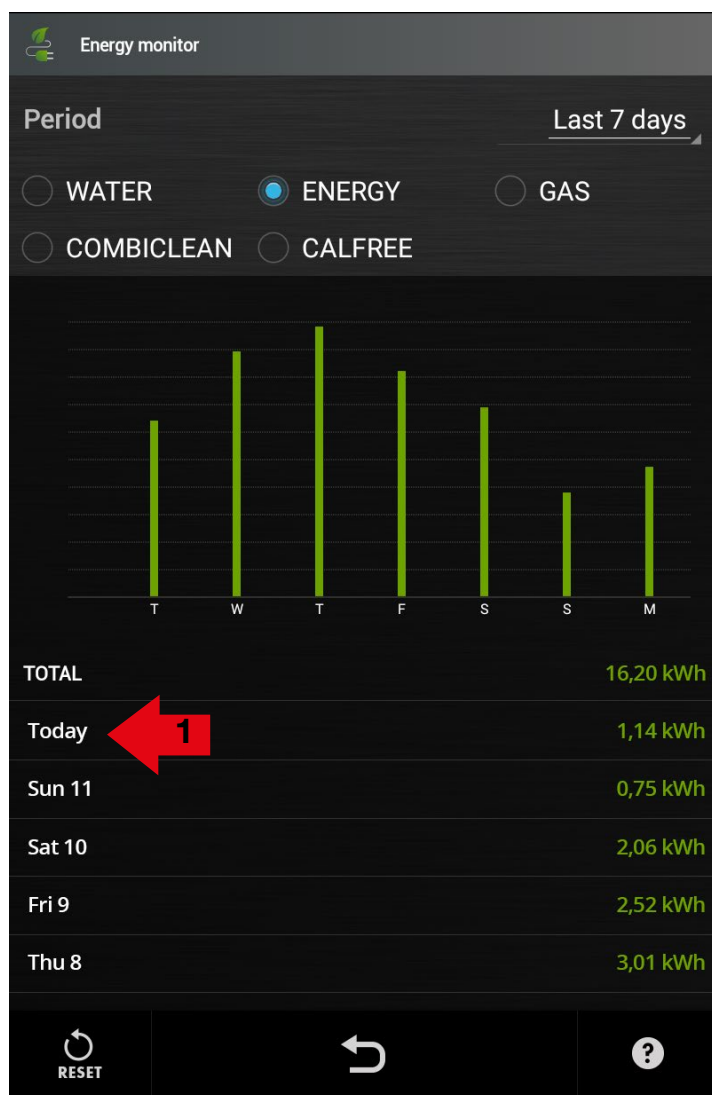 Energy monitor
Period Last 7 days
WATER ENERGY GAS
COMBICLEAN CALFREE
T W T F S S M
TOTAL 16,20 kWh
Today 1 1,14 kWh
Sun 11 0,75 kWh
Sat 10 2,06 kWh
Fri 9 2,52 kWh
Thu 8 3,01 kWh
RESET ?